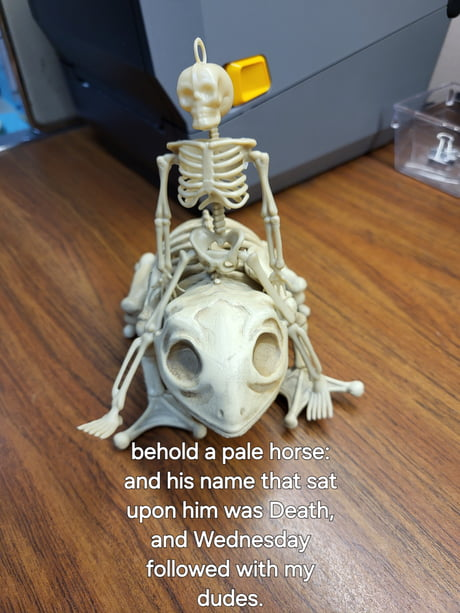 behold a pale horse:
and his name that sat
upon him was Death,
and Wednesday
followed with my
dudes.